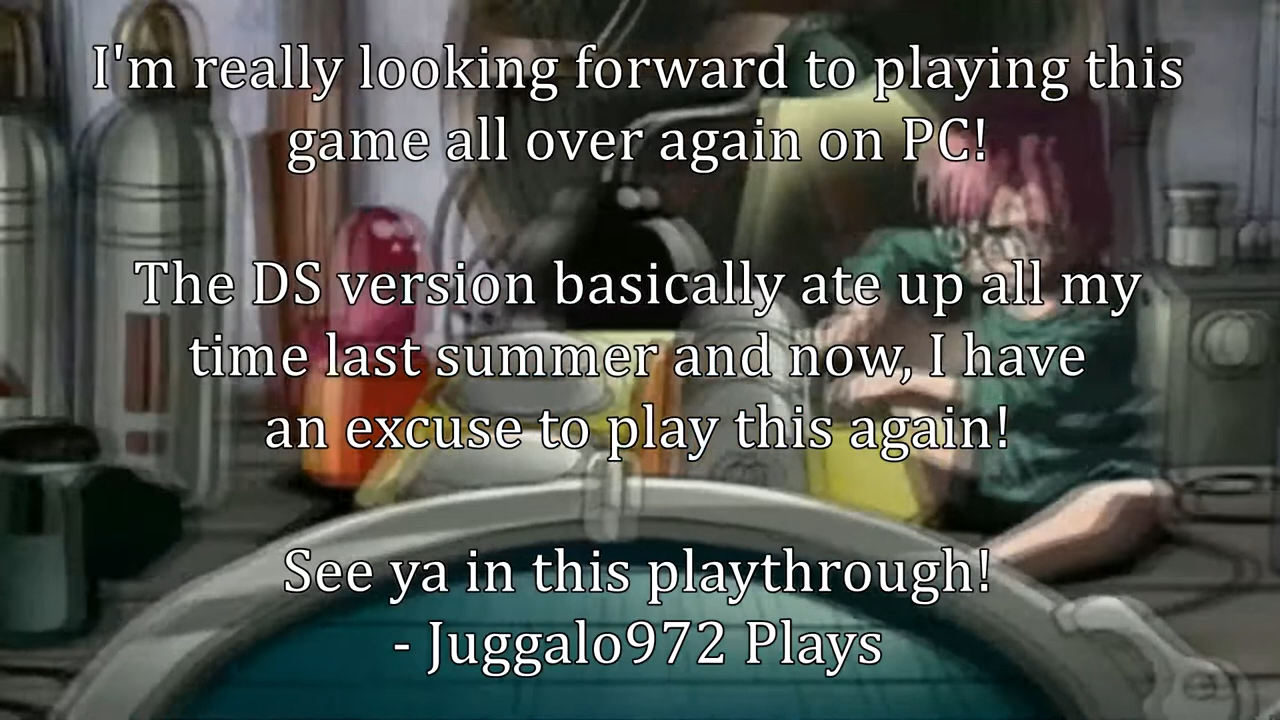 I'm really looking forward to playing this
game all over again on PC!
The DS version basically ate up all my
time last summer and now, I have
an excuse to play this again!
See ya in this playthrough!
- Juggalo972 Plays